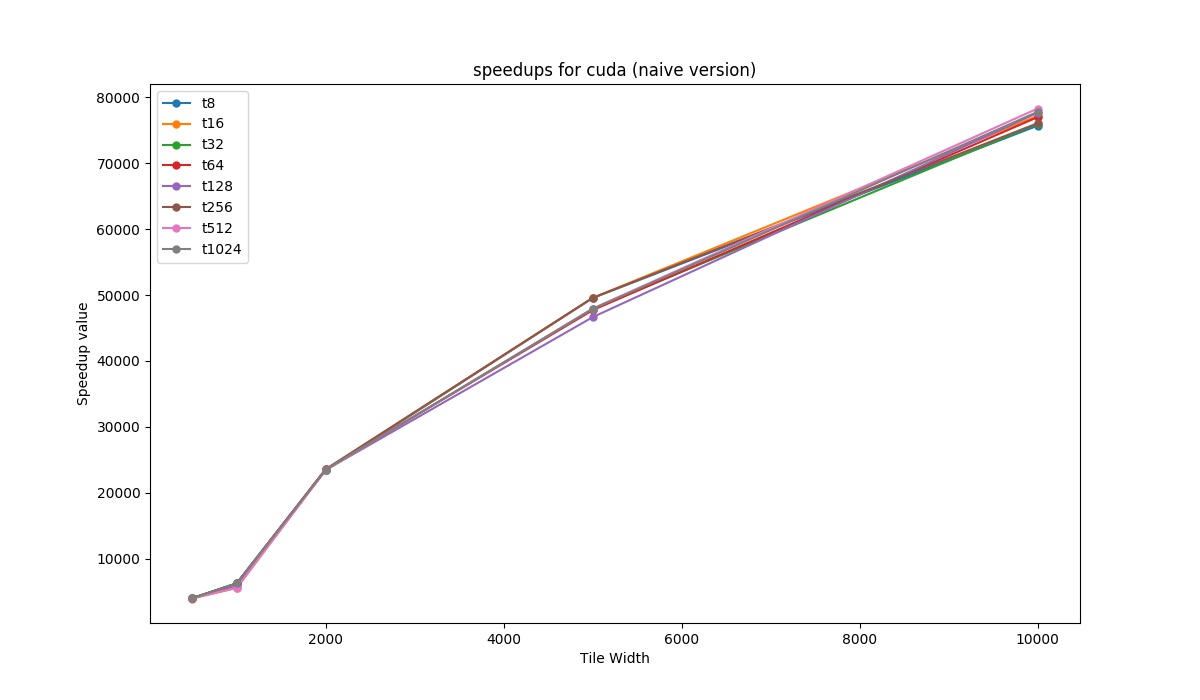 speedups for cuda (naive version)
t8
t16
t32
t64
t128
t256
t512
t1024
Speedup value
80000
70000
60000
50000
40000
30000
20000
10000
2000 4000 6000 8000 10000
Tile Width